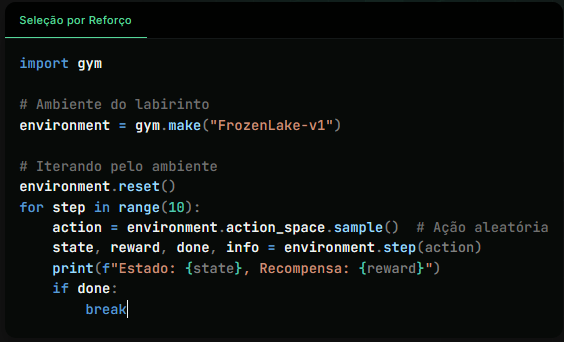 Seleção por Reforço
import gym
# Ambiente do labirinto
environment = gym.make("FrozenLake-v1")
# Iterando pelo ambiente
environment.reset()
for step in range(10):
    action = environment.action_space.sample()  # Ação aleatória
    state, reward, done, info = environment.step(action)
    print(f"Estado: {state}, Recompensa: {reward}")
    if done:
        break